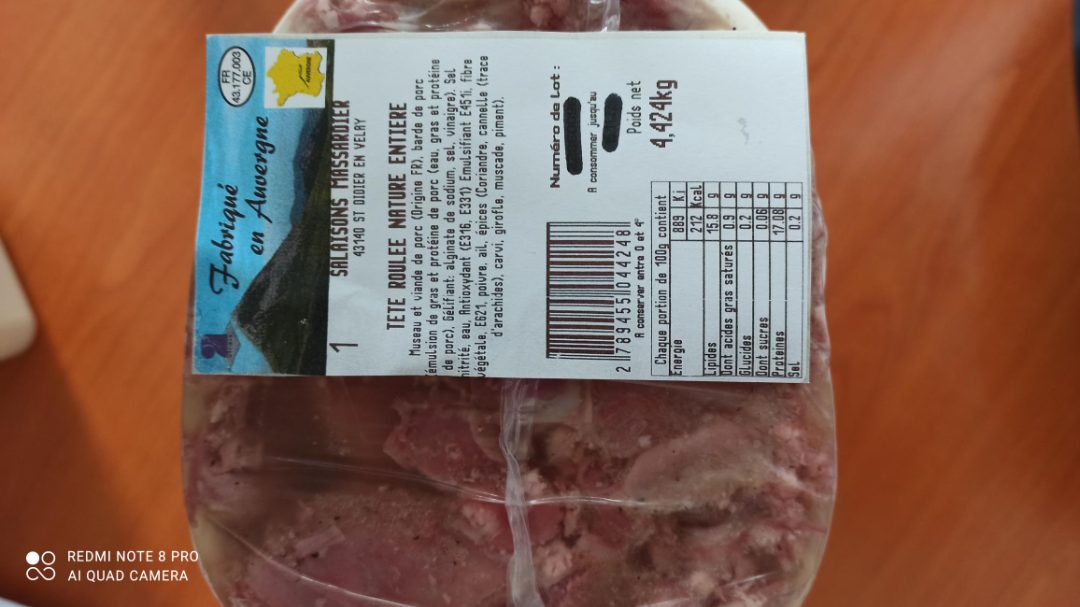 FR
43.177.003
CE
Fabriqué
en Auvergne
1
SALAISONS MASSARDIER
43140 ST DIDIER EN VELAY
TETE ROULEE NATURE ENTIERE
Museau et viande de porc (Origine FR), barde de porc
(émulsion de gras et protéine de porc (eau, gras et protéine
de porc), Gélifiant: alginate de sodium, sel, vinaigre). Sel
nitrité, eau, Antioxydant (E316, E331) Emulsifiant E451i, fibre
végétale, E621, poivre, ail, épices (Coriandre, cannelle (trace
d'arachides), carvi, girofle, muscade, piment).
Numéro de Lot :
A consommer jusqu'au
Poids net
4,424kg
2 789455 044248
A conserver entre 0 et 4°
Chaque portion de 100g contient
Energie 889 Kj
212 Kcal
Lipides 15.8 g
Dont acides gras saturés 0.9 g
Glucides 0.2 g
Dont sucres 0.06 g
Protéines 17.08 g
Sel 0.2 g
REDMI NOTE 8 PRO
AI QUAD CAMERA